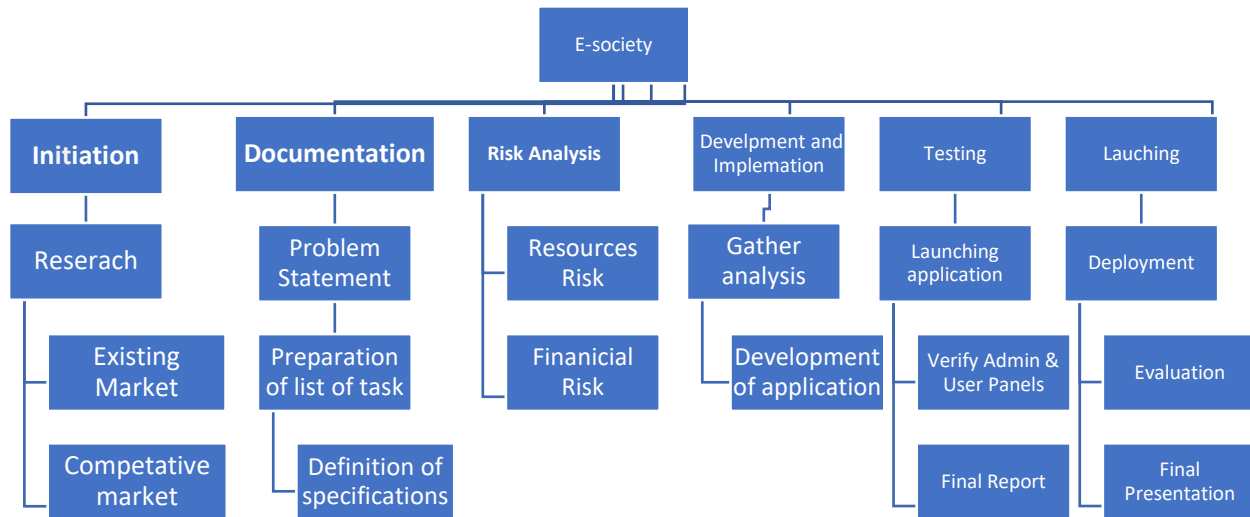 E-society
Initiation
Documentation
Risk Analysis
Develpment and
Implemation
Testing
Lauching
Reserach
Problem
Statement
Resources
Risk
Gather
analysis
Launching
application
Deployment
Existing
Market
Preparation
of list of task
Finanicial
Risk
Development
of application
Verify Admin &
User Panels
Evaluation
Competative
market
Definition of
specifications
Final Report
Final
Presentation